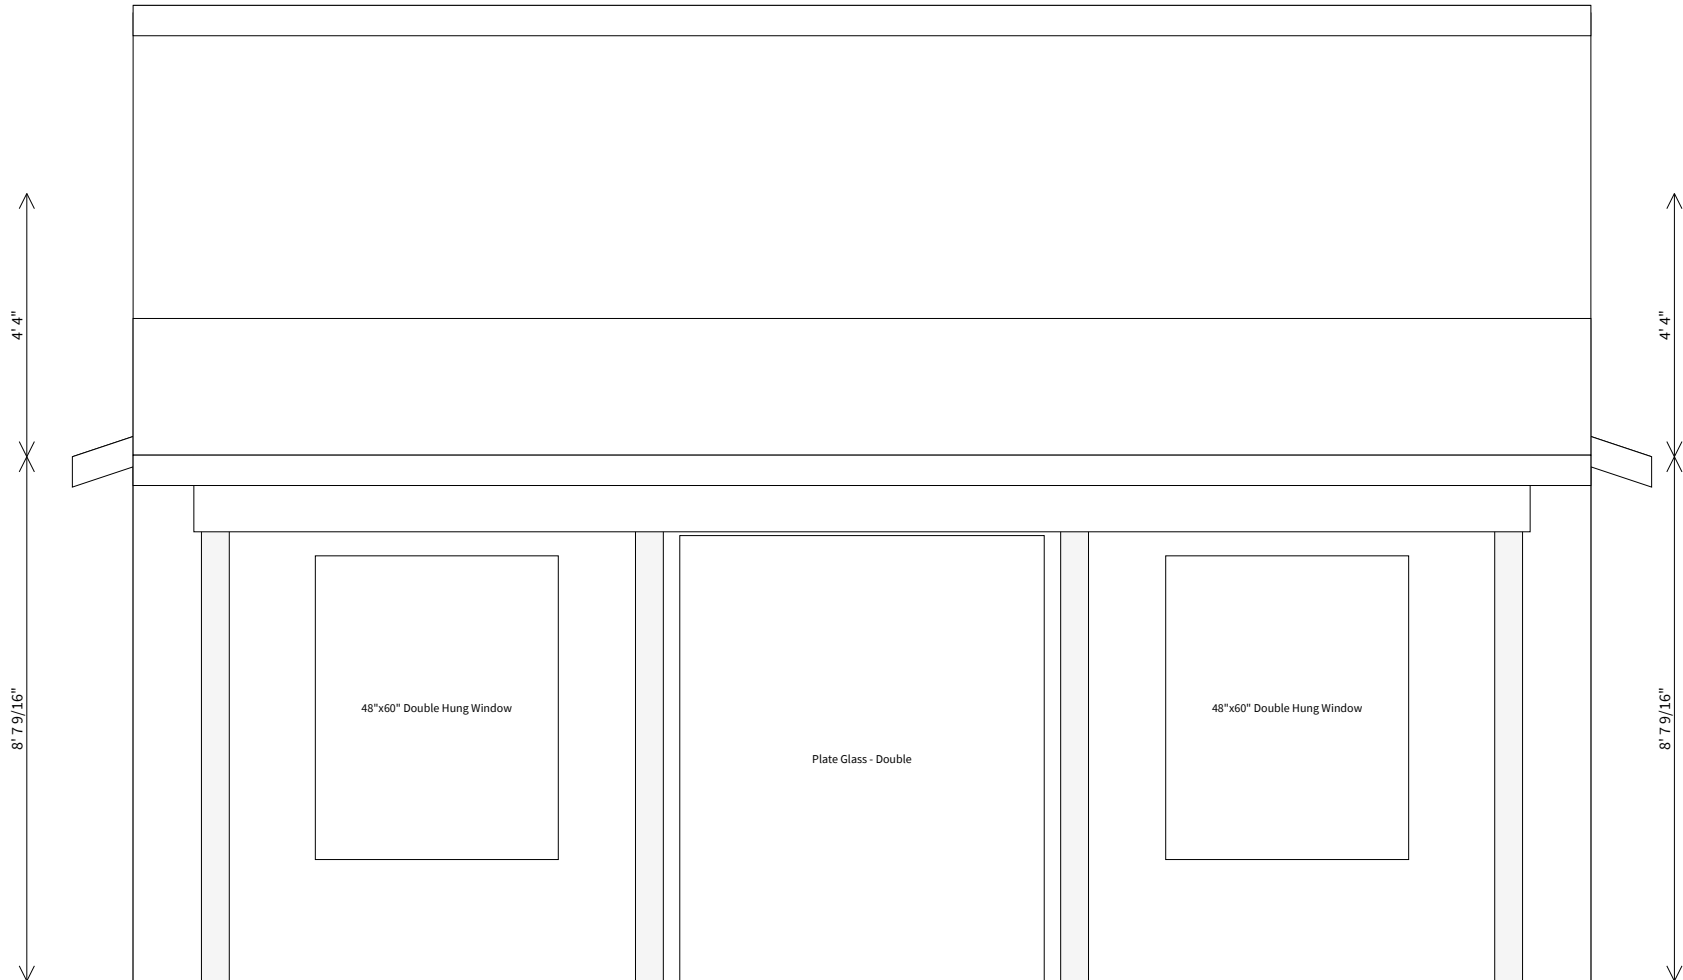 4' 4"
4' 4"
8' 7 9/16"
48"x60" Double Hung Window
48"x60" Double Hung Window
8' 7 9/16"
Plate Glass - Double